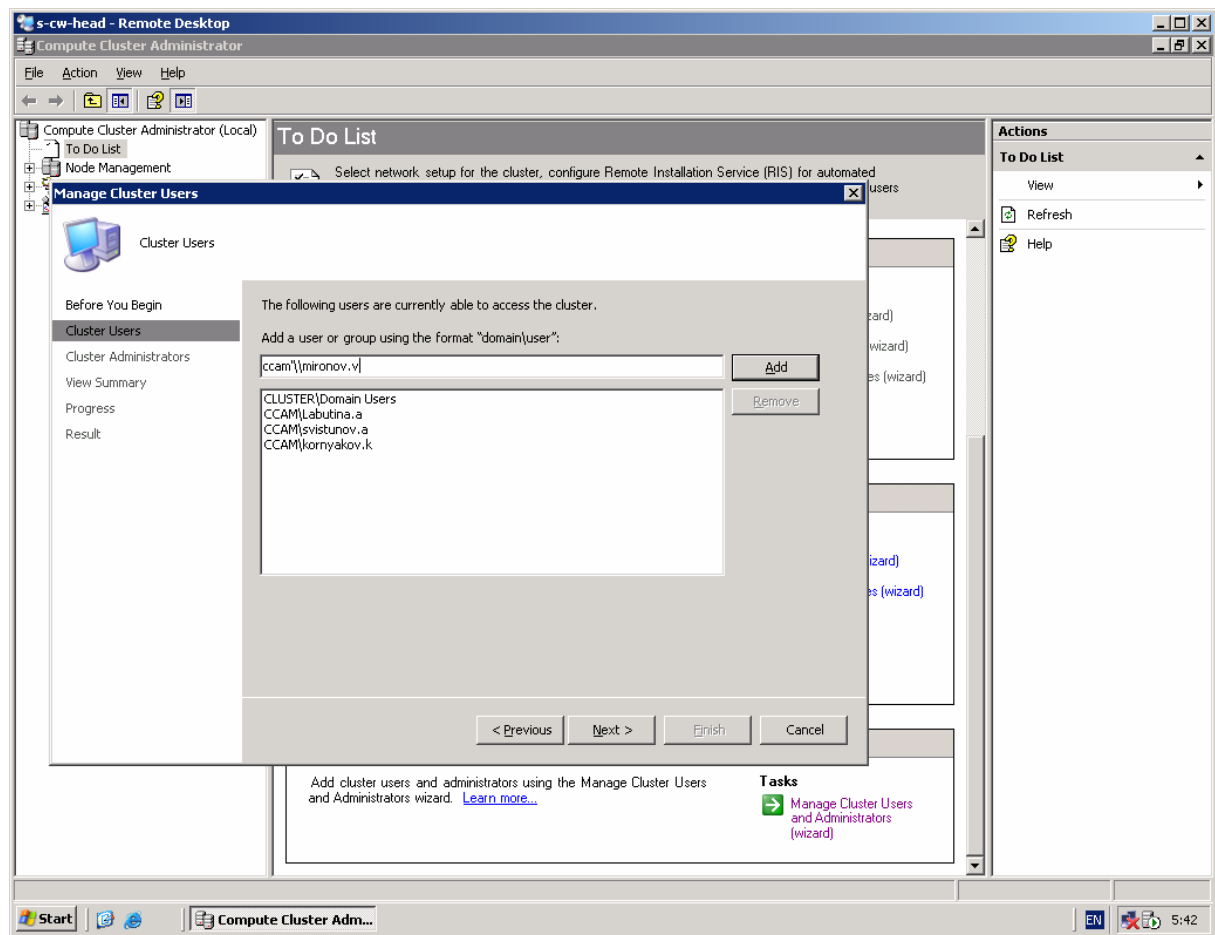 s-cw-head - Remote Desktop
Compute Cluster Administrator
File Action View Help
Compute Cluster Administrator (Local)
To Do List
Node Management
To Do List
Select network setup for the cluster, configure Remote Installation Service (RIS) for automated
users
Actions
To Do List
View
Refresh
Help
Manage Cluster Users
Cluster Users
Before You Begin
Cluster Users
Cluster Administrators
View Summary
Progress
Result
The following users are currently able to access the cluster.
Add a user or group using the format "domain\user":
ccam"\\mironov.v
Add
CLUSTER\Domain Users
CCAM\Labutina.a
CCAM\svistunov.a
CCAM\kornyakov.k
Remove
< Previous Next > Finish Cancel
zard)
wizard)
es (wizard)
izard)
es (wizard)
Add cluster users and administrators using the Manage Cluster Users
and Administrators wizard. Learn more...
Tasks
Manage Cluster Users
and Administrators
(wizard)
Start
Compute Cluster Adm...
EN
5:42